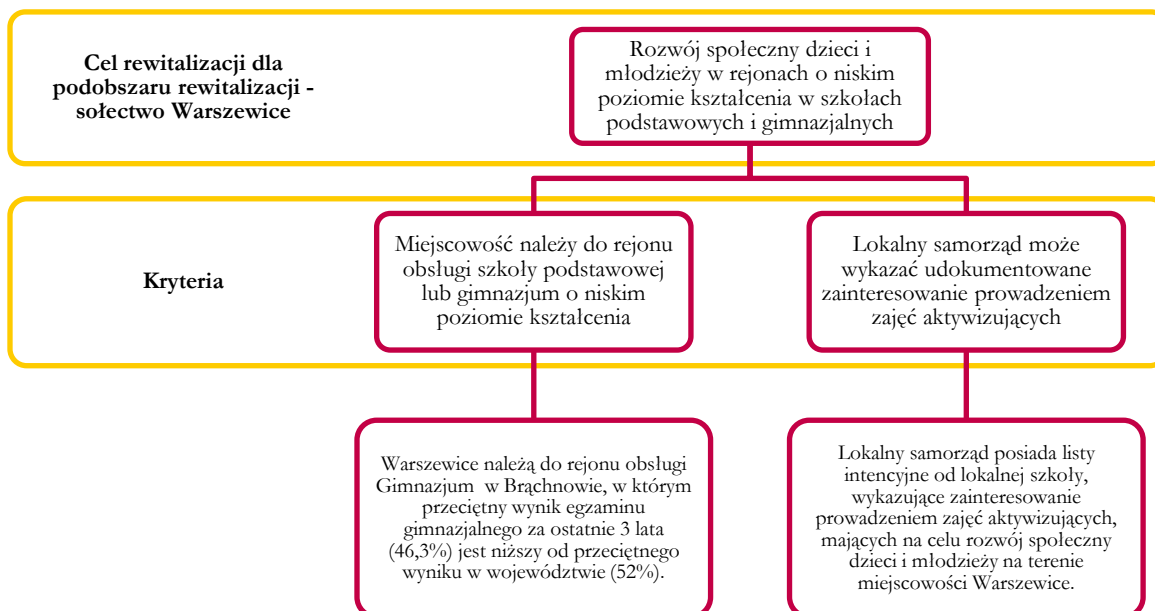 Cel rewitalizacji dla
podobszaru rewitalizacji -
sołectwo Warszewice
Rozwój społeczny dzieci i
młodzieży w rejonach o niskim
poziomie kształcenia w szkołach
podstawowych i gimnazjalnych
Kryteria
Miejscowość należy do rejonu
obsługi szkoły podstawowej
lub gimnazjum o niskim
poziomie kształcenia
Lokalny samorząd może
wykazać udokumentowane
zainteresowanie prowadzeniem
zajęć aktywizujących
Warszewice należą do rejonu obsługi
Gimnazjum w Brąchnowie, w którym
przeciętny wynik egzaminu
gimnazjalnego za ostatnie 3 lata
(46,3%) jest niższy od przeciętnego
wyniku w województwie (52%).
Lokalny samorząd posiada listy
intencyjne od lokalnej szkoły,
wykazujące zainteresowanie
prowadzeniem zajęć aktywizujących,
mających na celu rozwój społeczny
dzieci i młodzieży na terenie
miejscowości Warszewice.